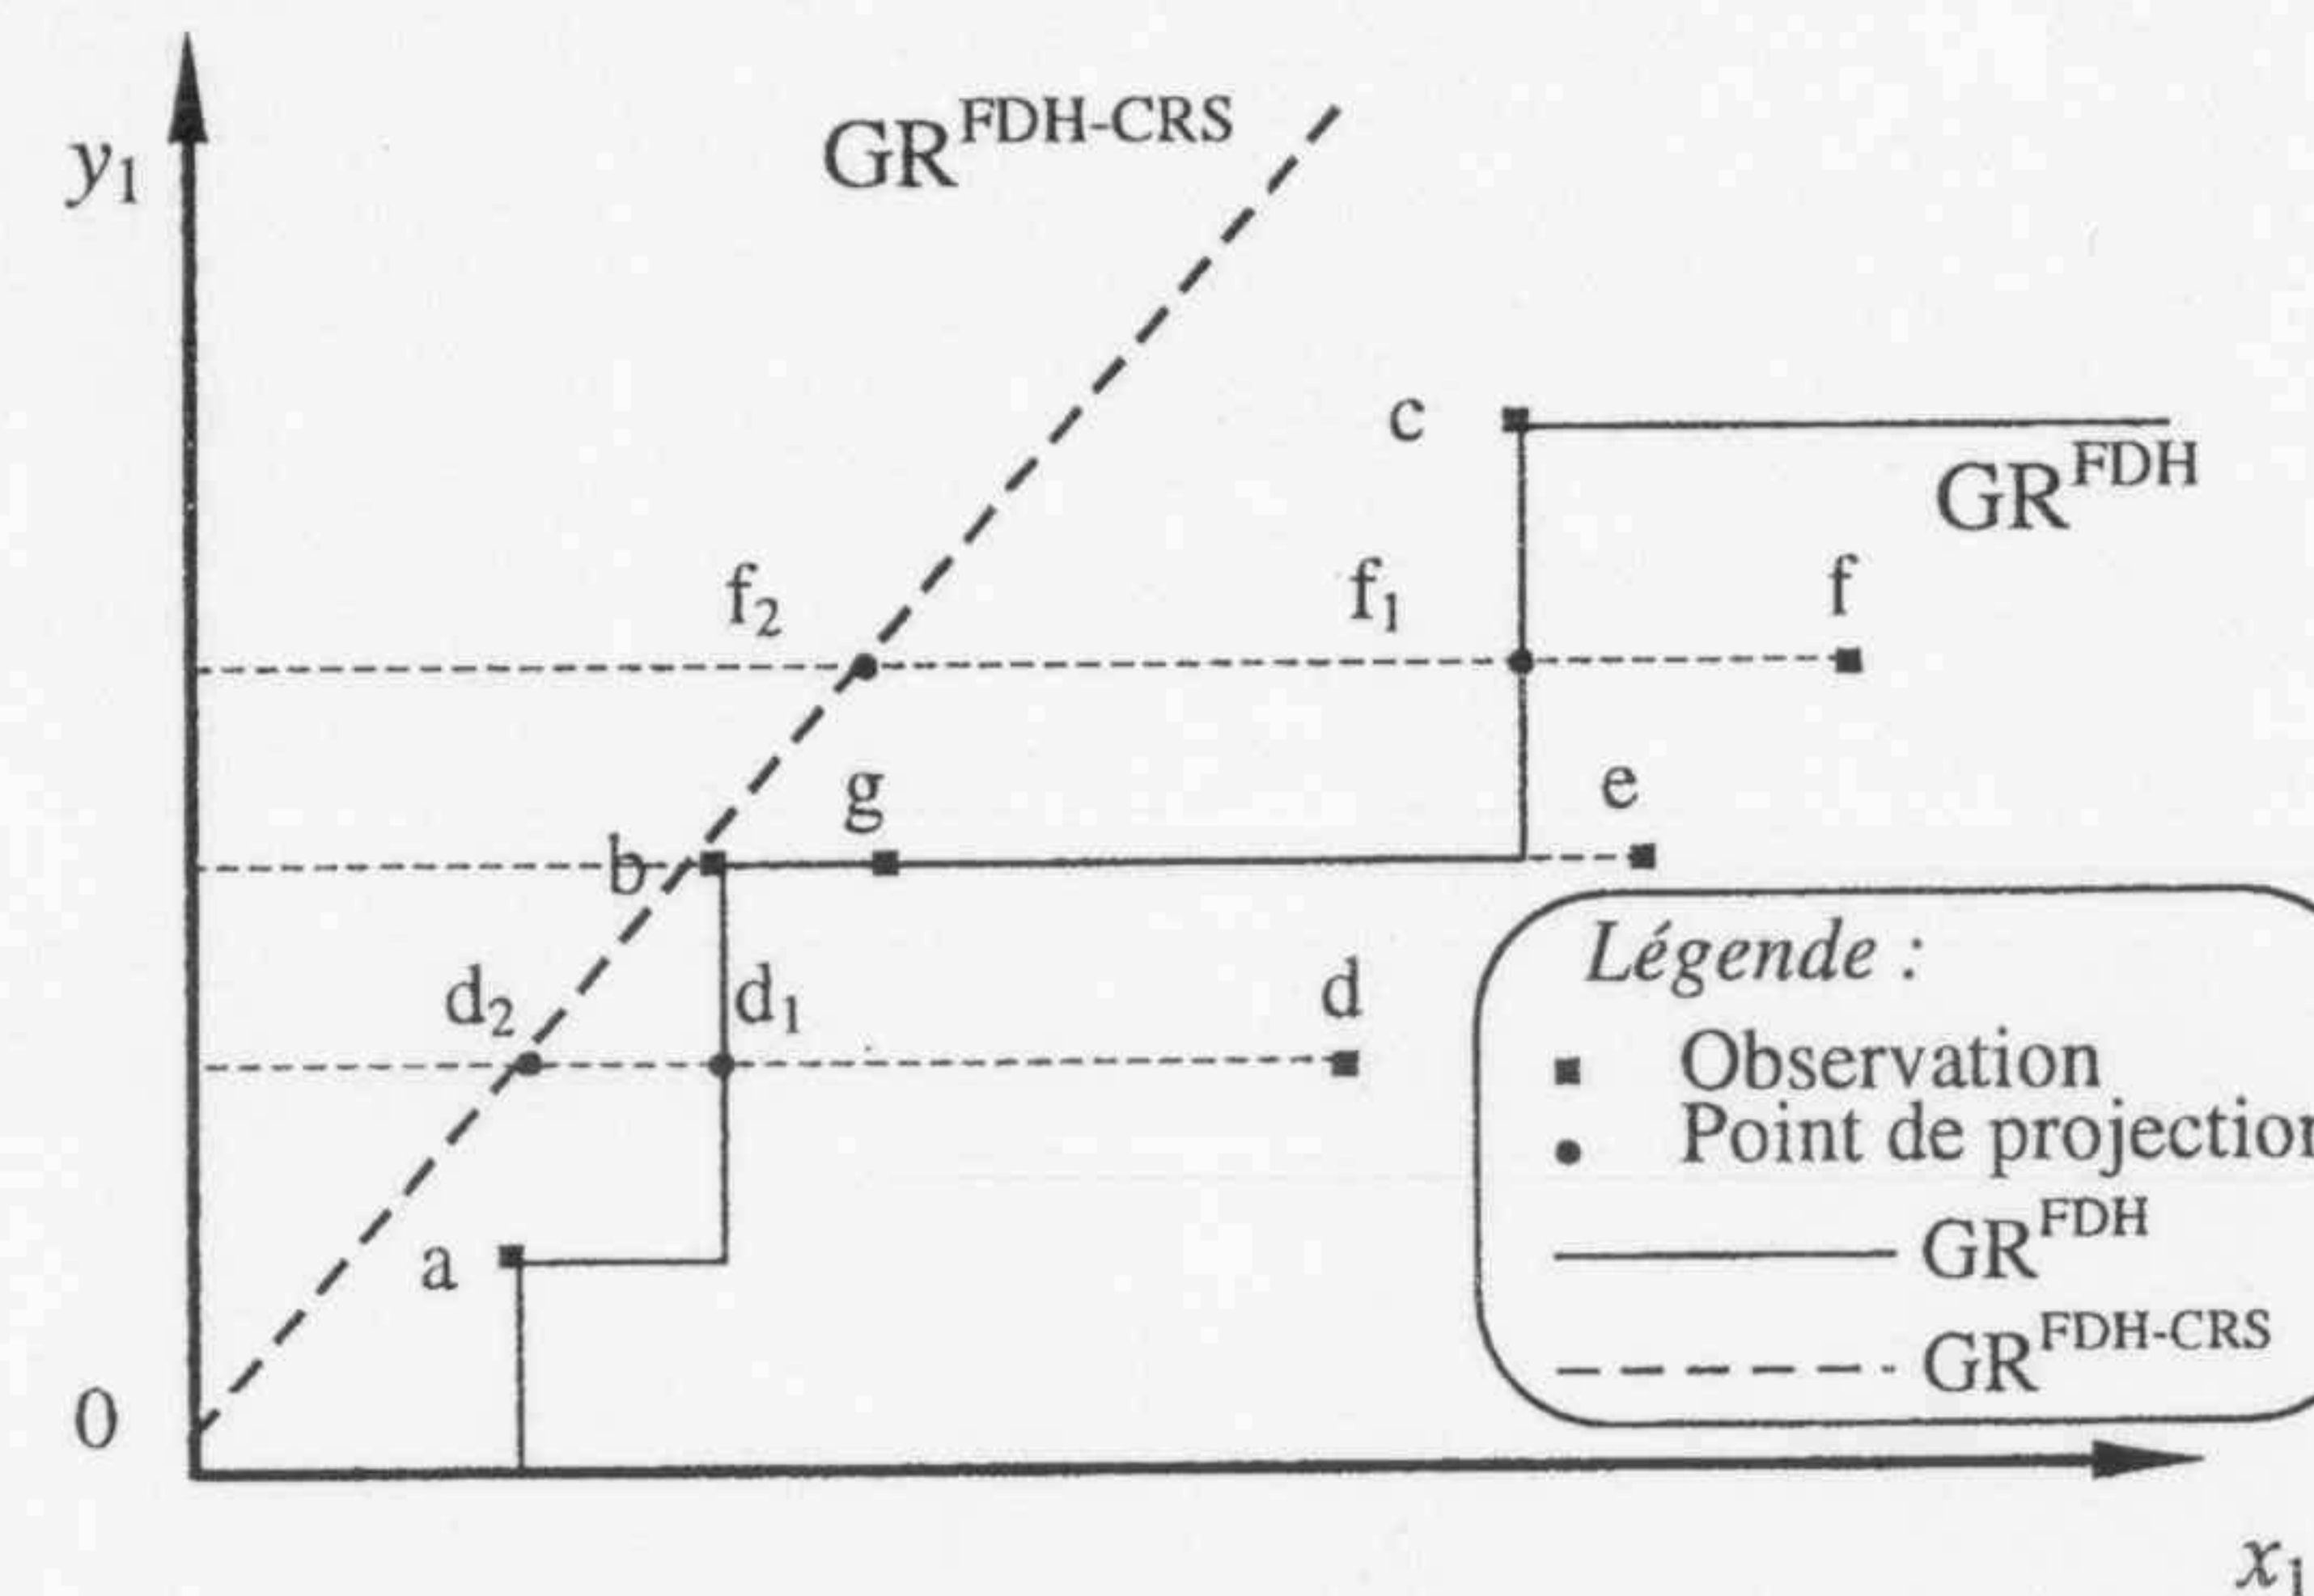 y₁
GR^FDH-CRS
c
GR^FDH
f₂
f₁
f
g
e
b
d₂
d₁
d
a
0
Légende :
Observation
Point de projection
GR^FDH
GR^FDH-CRS
x₁